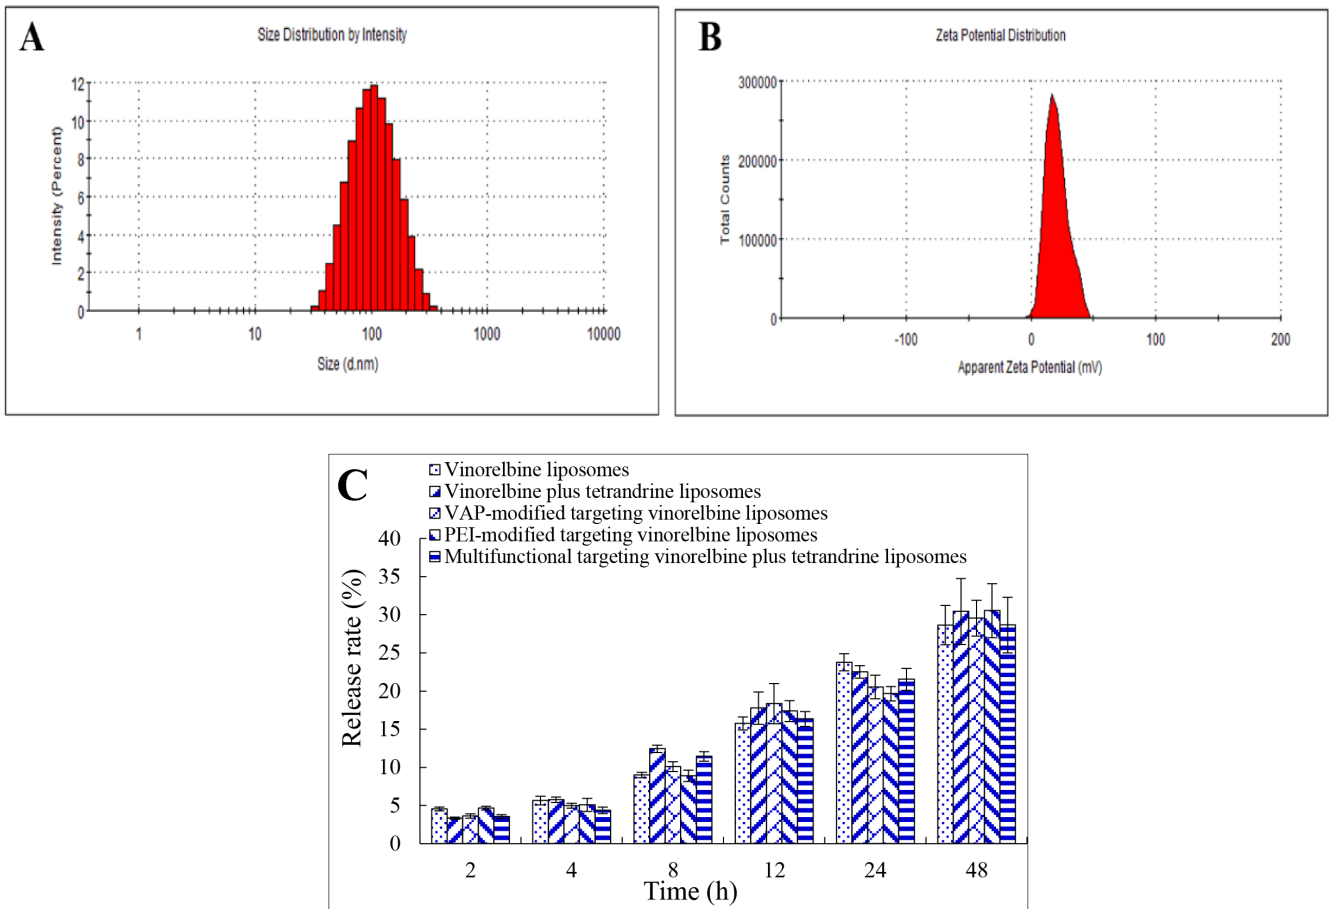 A
Size Distribution by Intensity
12
10
8
6
4
2
0
Intensity (Percent)
1
10
100
1000
10000
Size (d.nm)
B
Zeta Potential Distribution
300000
200000
100000
0
Total Counts
-100
0
100
200
Apparent Zeta Potential (mV)
C
Vinorelbine liposomes
Vinorelbine plus tetrandrine liposomes
VAP-modified targeting vinorelbine liposomes
PEI-modified targeting vinorelbine liposomes
Multifunctional targeting vinorelbine plus tetrandrine liposomes
40
35
30
25
20
15
10
5
0
Release rate (%)
2
4
8
12
24
48
Time (h)